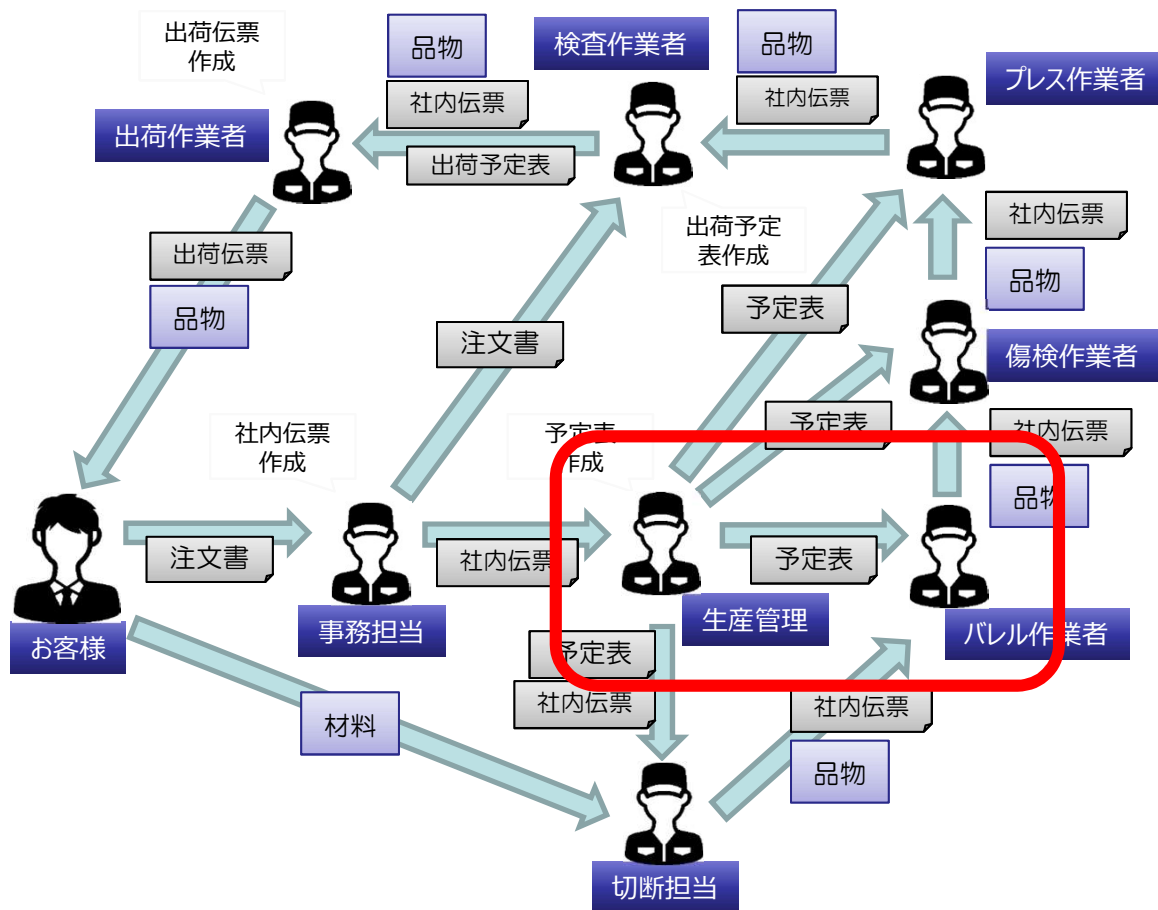 出荷伝票
作成
品物
検査作業者
品物
プレス作業者
社内伝票
社内伝票
出荷作業者
出荷予定表
社内伝票
出荷伝票
出荷予定
表作成
品物
予定表
品物
注文書
傷検作業者
社内伝票
作成
予定表
作成
予定表
社内伝票
品物
注文書
社内伝票
予定表
お客様
事務担当
生産管理
バレル作業者
予定表
社内伝票
社内伝票
材料
品物
切断担当